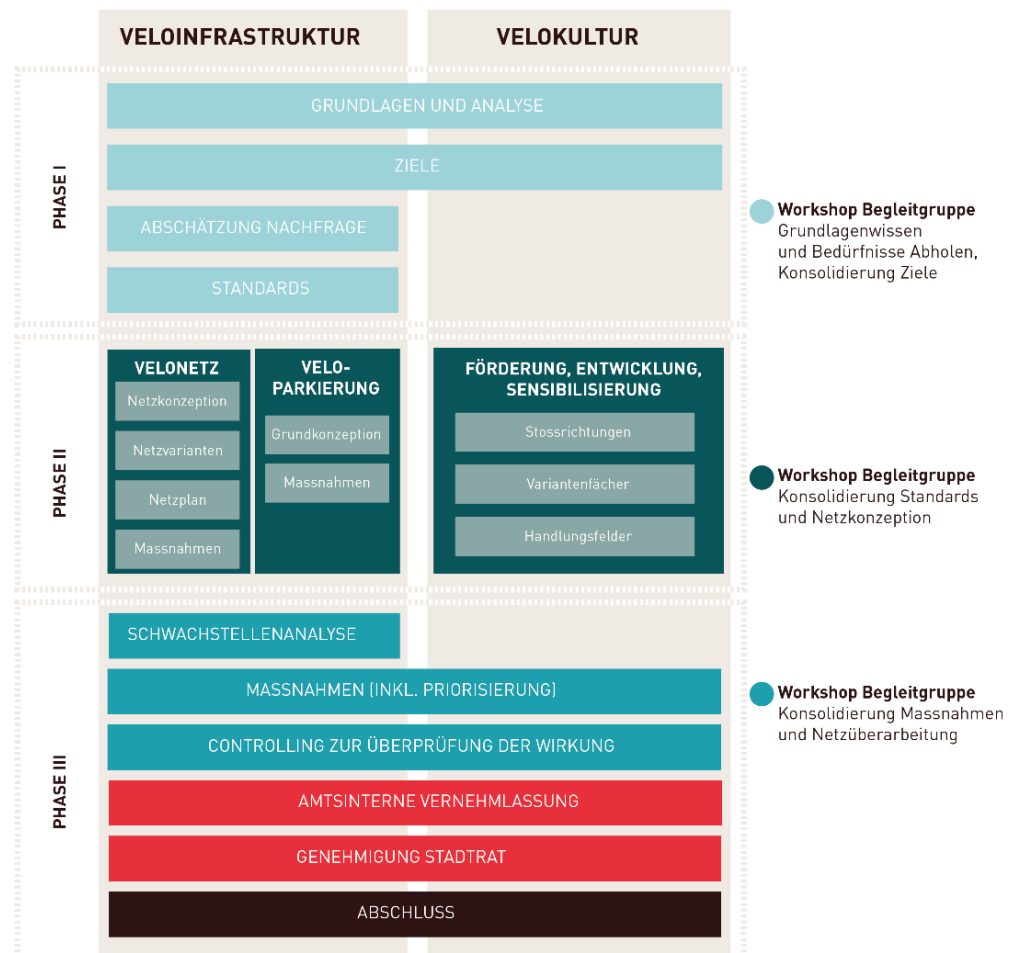 VELOINFRASTRUKTUR
VELOKULTUR
PHASE I
GRUNDLAGEN UND ANALYSE
ZIELE
ABSCHÄTZUNG NACHFRAGE
STANDARDS
Workshop Begleitgruppe
Grundlagenwissen
und Bedürfnisse Abholen,
Konsolidierung Ziele
PHASE II
VELONETZ
Netzkonzeption
Netzvarianten
Netzplan
Massnahmen
VELO-
PARKIERUNG
Grundkonzeption
Massnahmen
FÖRDERUNG, ENTWICKLUNG,
SENSIBILISIERUNG
Stossrichtungen
Variantenfächer
Handlungsfelder
Workshop Begleitgruppe
Konsolidierung Standards
und Netzkonzeption
PHASE III
SCHWACHSTELLENANALYSE
MASSNAHMEN (INKL. PRIORISIERUNG)
CONTROLLING ZUR ÜBERPRÜFUNG DER WIRKUNG
AMTSINTERNE VERNEHMLASSUNG
GENEHMIGUNG STADTRAT
ABSCHLUSS
Workshop Begleitgruppe
Konsolidierung Massnahmen
und Netzüberarbeitung